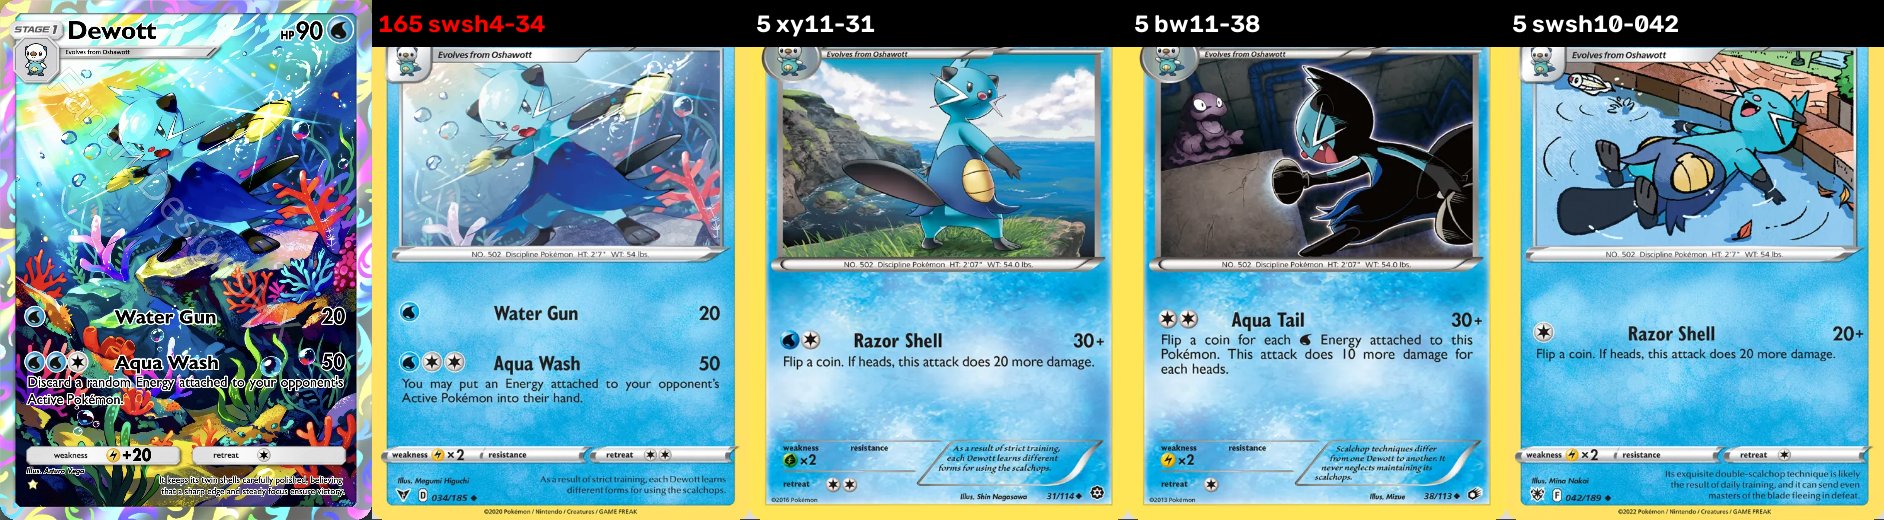 STAGE 1 Dewott HP 90
Evolves from Oshawott
Water Gun 20
Aqua Wash 50
Discard a random Energy attached to your opponent's
Active Pokémon.
weakness +20 retreat
Illus. Arturo Vega
It keeps its twin shells carefully polished, believing
that a sharp edge and steady focus ensure victory.
165 swsh4-34
Evolves from Oshawott
NO. 502 Discipline Pokémon HT: 2'7" WT: 54 lbs.
Water Gun 20
Aqua Wash 50
You may put an Energy attached to your opponent's
Active Pokémon into their hand.
weakness ×2 resistance retreat
Illus. Megumi Higuchi
D 034/185
As a result of strict training, each Dewott learns
different forms for using the scalchops.
©2020 Pokémon / Nintendo / Creatures / GAME FREAK
5 xy11-31
Evolves from Oshawott
NO. 502 Discipline Pokémon HT: 2'07" WT: 54.0 lbs.
Razor Shell 30+
Flip a coin. If heads, this attack does 20 more damage.
weakness resistance
×2
retreat
As a result of strict training,
each Dewott learns different
forms for using the scalchops.
©2016 Pokémon
Illus. Shin Nagasawa 31/114
5 bw11-38
Evolves from Oshawott
NO. 502 Discipline Pokémon HT: 2'07" WT: 54.0 lbs.
Aqua Tail 30+
Flip a coin for each Energy attached to this
Pokémon. This attack does 10 more damage for
each heads.
weakness resistance
×2
retreat
Scalchop techniques differ
from one Dewott to another. It
never neglects maintaining its
scalchops.
©2013 Pokémon
Illus. Mizue 38/113
5 swsh10-042
Evolves from Oshawott
NO. 502 Discipline Pokémon HT: 2'7" WT: 54 lbs.
Razor Shell 20+
Flip a coin. If heads, this attack does 20 more damage.
weakness ×2 resistance retreat
Illus. Mina Nakai
F 042/189
Its exquisite double-scalchop technique is likely
the result of daily training, and it can send even
masters of the blade fleeing in defeat.
©2022 Pokémon / Nintendo / Creatures / GAME FREAK